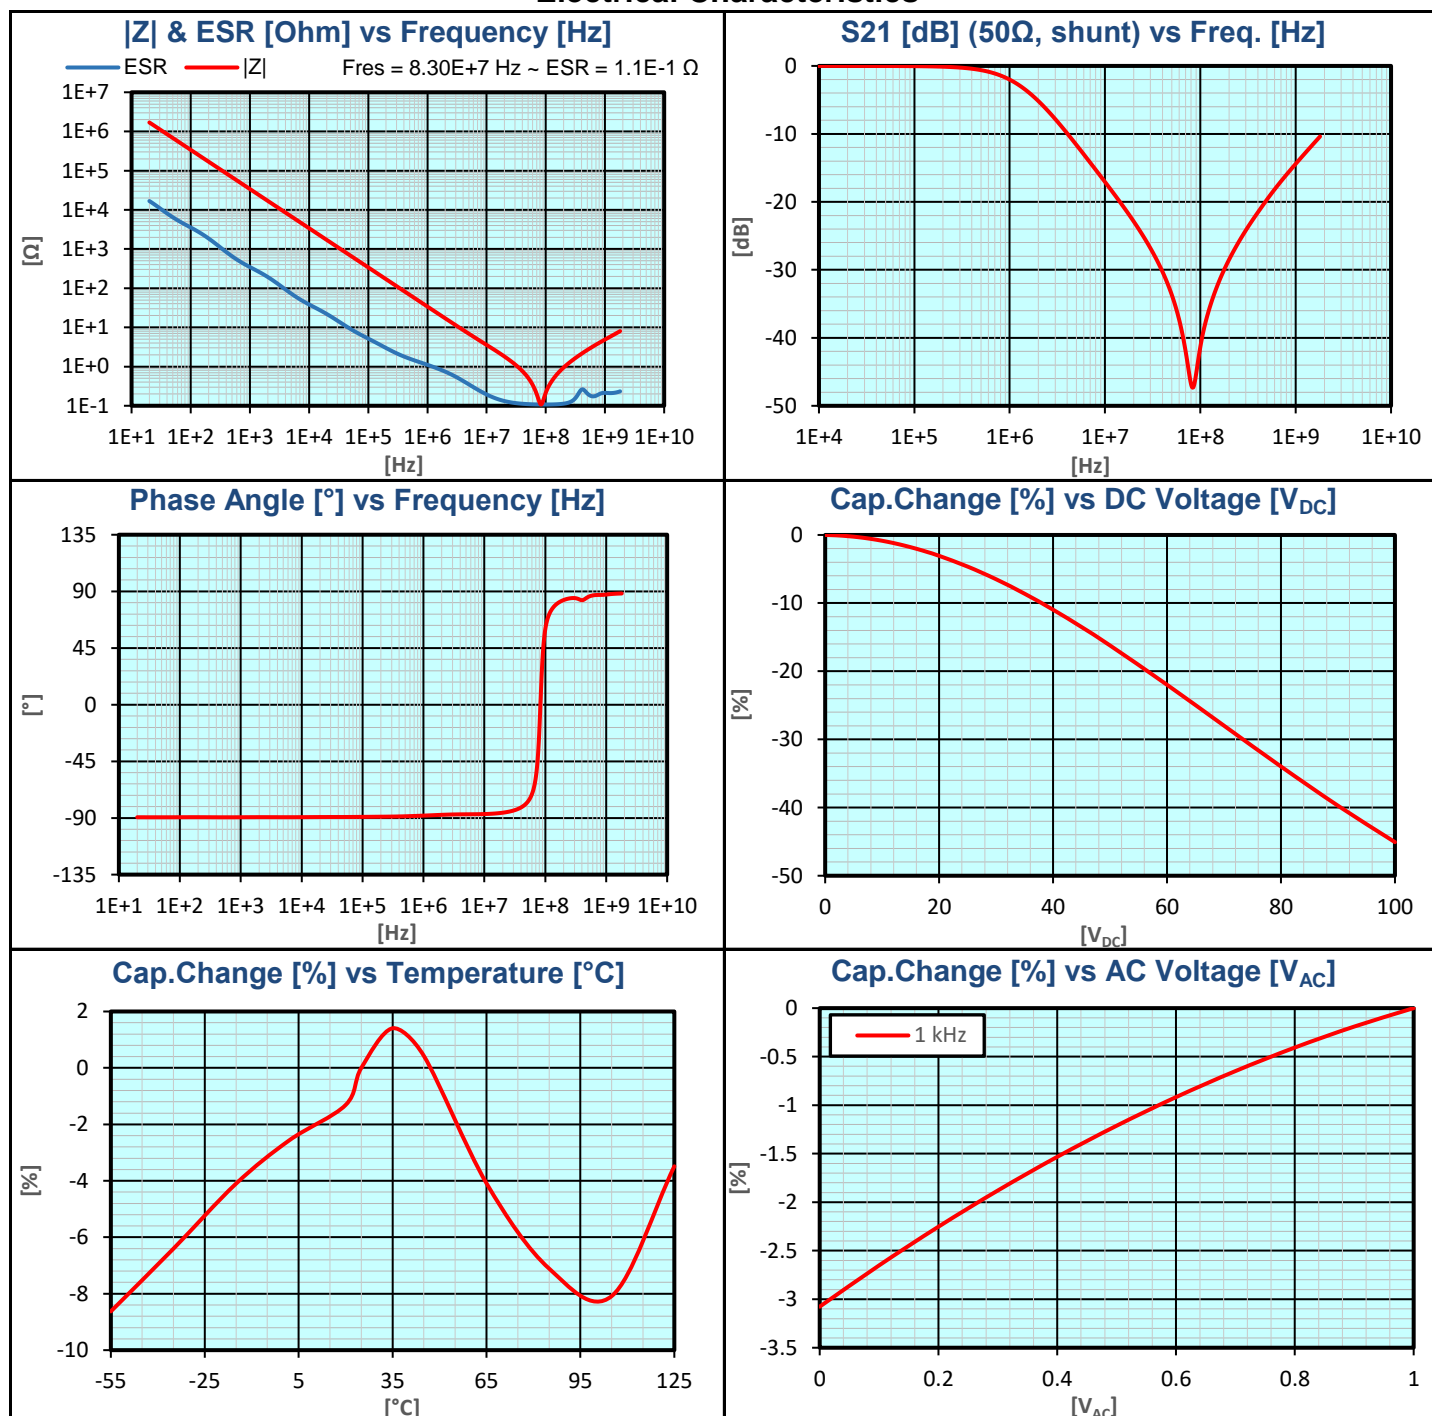 Electrical Characteristics
|Z| & ESR [Ohm] vs Frequency [Hz]
ESR |Z| Fres = 8.30E+7 Hz ~ ESR = 1.1E-1 Ω
1E+7
1E+6
1E+5
1E+4
1E+3
1E+2
1E+1
1E+0
1E-1
[Ω]
1E+1 1E+2 1E+3 1E+4 1E+5 1E+6 1E+7 1E+8 1E+9 1E+10
[Hz]
S21 [dB] (50Ω, shunt) vs Freq. [Hz]
0
-10
-20
-30
-40
-50
[dB]
1E+4 1E+5 1E+6 1E+7 1E+8 1E+9 1E+10
[Hz]
Phase Angle [°] vs Frequency [Hz]
135
90
45
0
-45
-90
-135
[°]
1E+1 1E+2 1E+3 1E+4 1E+5 1E+6 1E+7 1E+8 1E+9 1E+10
[Hz]
Cap.Change [%] vs DC Voltage [VDC]
0
-10
-20
-30
-40
-50
[%]
0 20 40 60 80 100
[VDC]
Cap.Change [%] vs Temperature [°C]
2
0
-2
-4
-6
-8
-10
[%]
-55 -25 5 35 65 95 125
[°C]
Cap.Change [%] vs AC Voltage [VAC]
1 kHz
0
-0.5
-1
-1.5
-2
-2.5
-3
-3.5
[%]
0 0.2 0.4 0.6 0.8 1
[VAC]